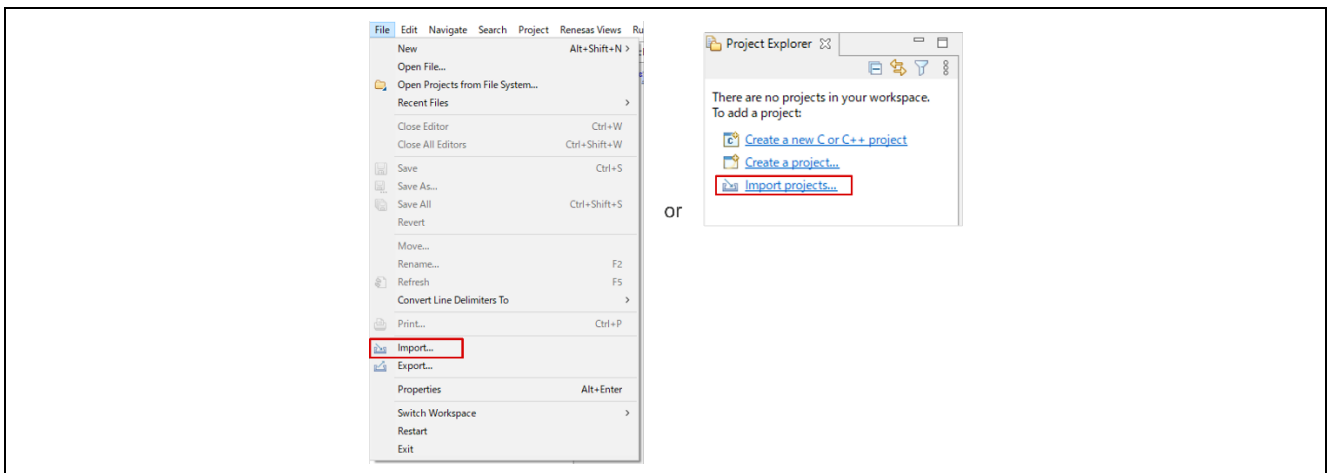 File Edit Navigate Search Project Renesas Views Ru
New Alt+Shift+N >
Open File...
Open Projects from File System...
Recent Files >
Close Editor Ctrl+W
Close All Editors Ctrl+Shift+W
Save Ctrl+S
Save As...
Save All Ctrl+Shift+S
Revert
Move...
Rename... F2
Refresh F5
Convert Line Delimiters To >
Print... Ctrl+P
Import...
Export...
Properties Alt+Enter
Switch Workspace >
Restart
Exit
or
Project Explorer
There are no projects in your workspace.
To add a project:
Create a new C or C++ project
Create a project...
Import projects...